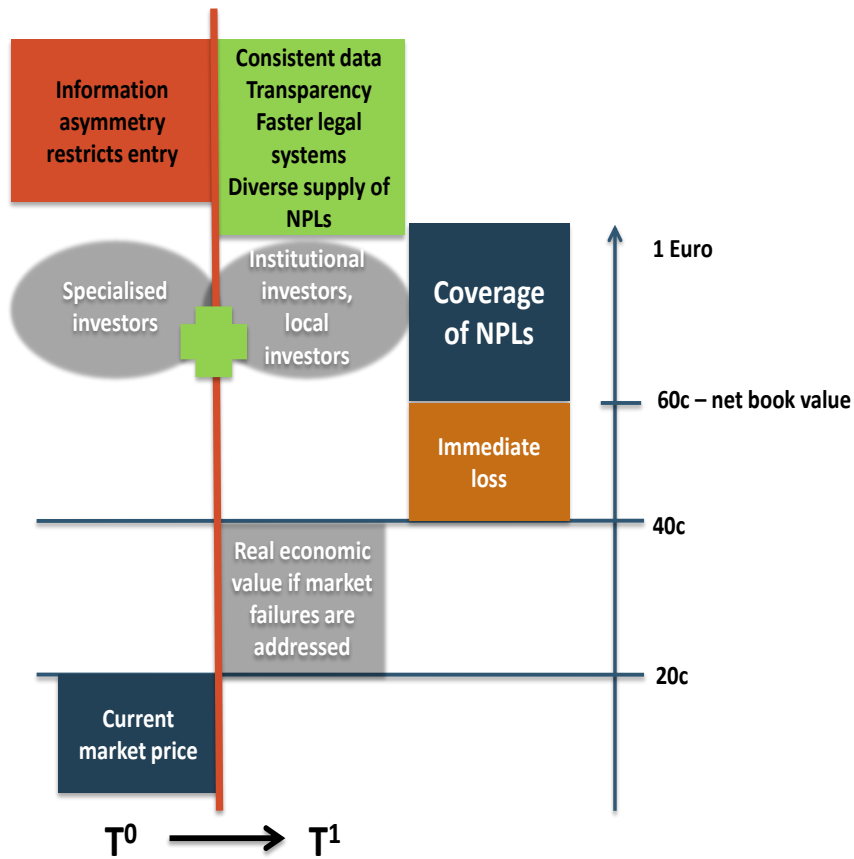 Information
asymmetry
restricts entry
Consistent data
Transparency
Faster legal
systems
Diverse supply of
NPLs
Specialised
investors
Institutional
investors,
local
investors
Coverage
of NPLs
1 Euro
60c – net book value
Immediate
loss
40c
Real economic
value if market
failures are
addressed
20c
Current
market price
T⁰
T¹